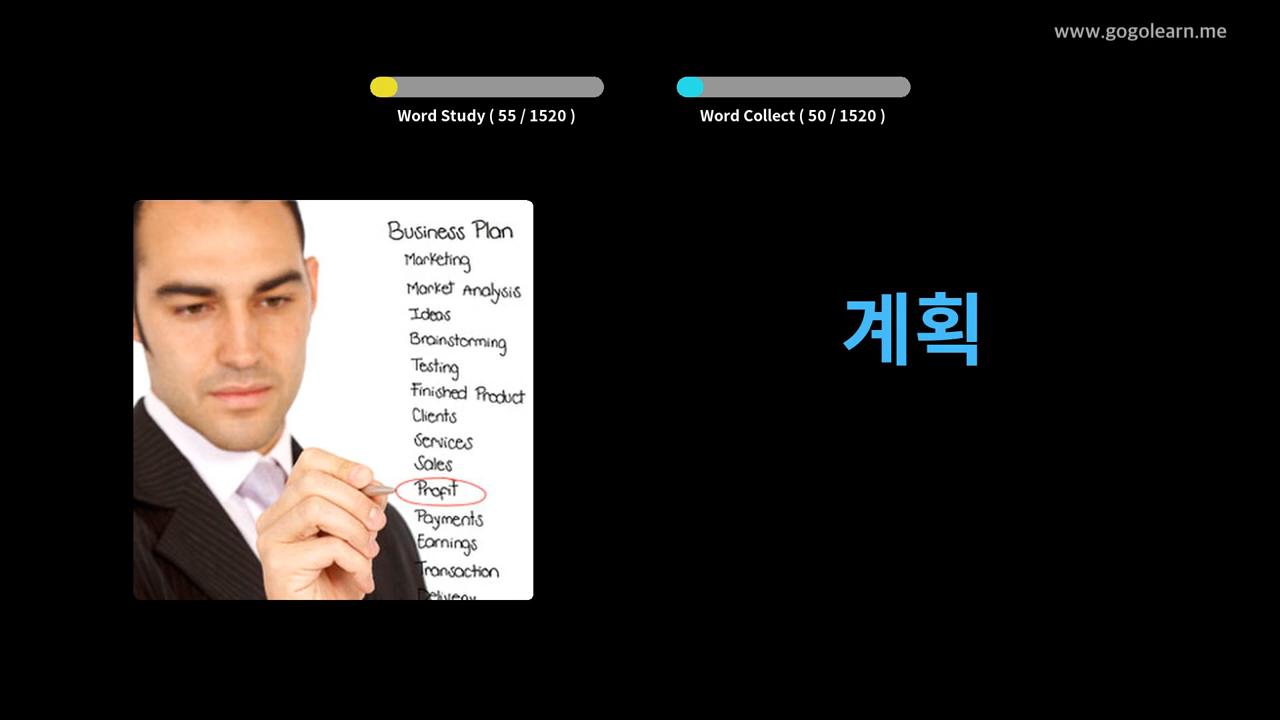 www.gogolearn.me
Word Study ( 55 / 1520 )
Word Collect ( 50 / 1520 )
Business Plan
Marketing
Market Analysis
Ideas
Brainstorming
Testing
Finished Product
Clients
Services
Sales
Profit
Payments
Earnings
Transaction
Delivery
계획